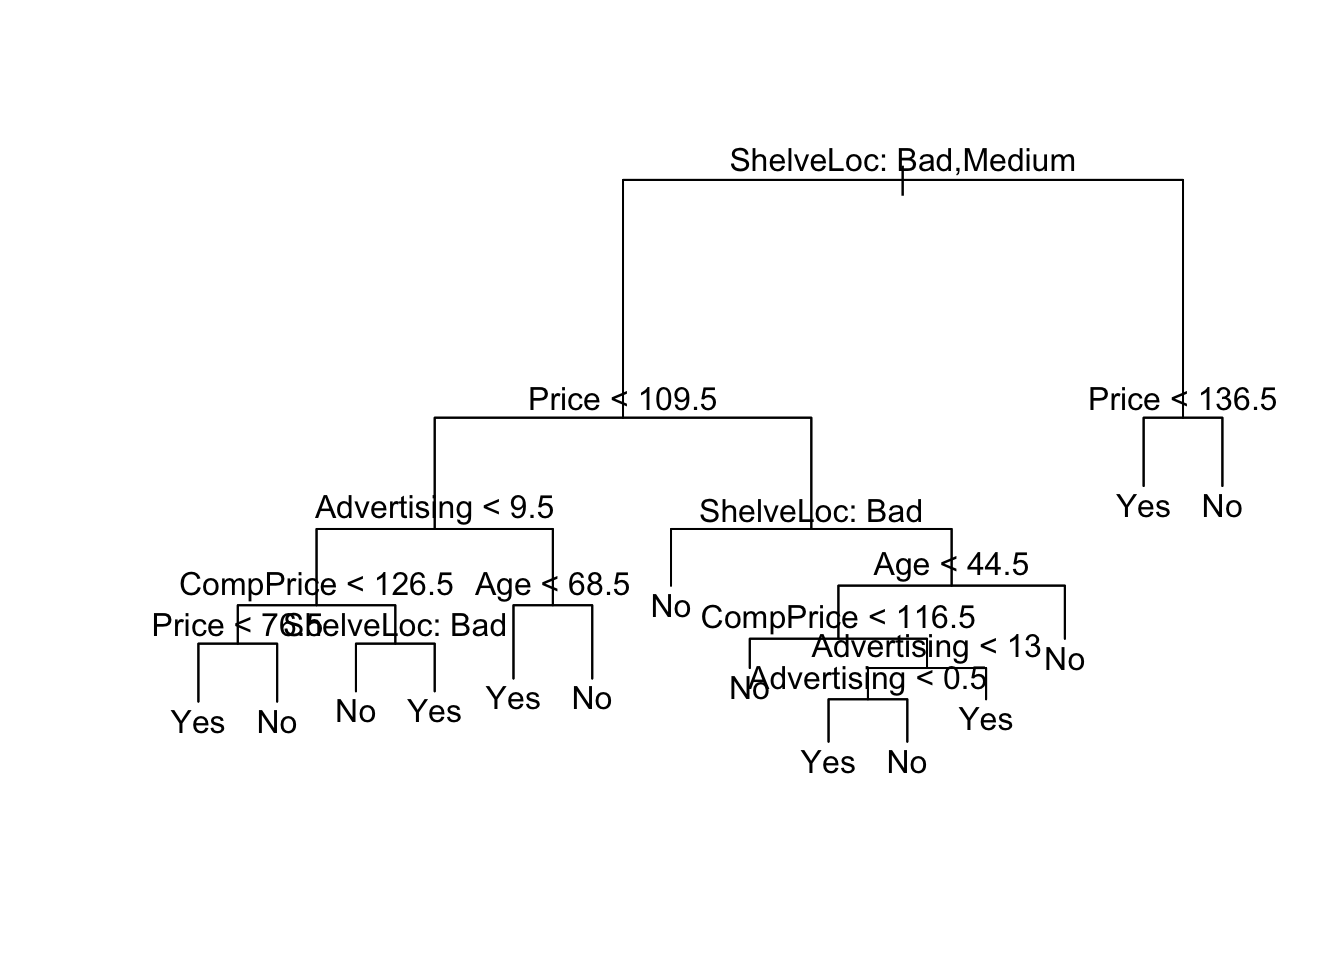 ShelveLoc: Bad,Medium
Price < 109.5
Price < 136.5
Yes
No
Advertising < 9.5
ShelveLoc: Bad
CompPrice < 126.5
Age < 68.5
Age < 44.5
Price < 76.5
ShelveLoc: Bad
No
CompPrice < 116.5
Advertising < 13
No
No
Advertising < 0.5
Yes
No
No
Yes
Yes
No
Yes
Yes
No